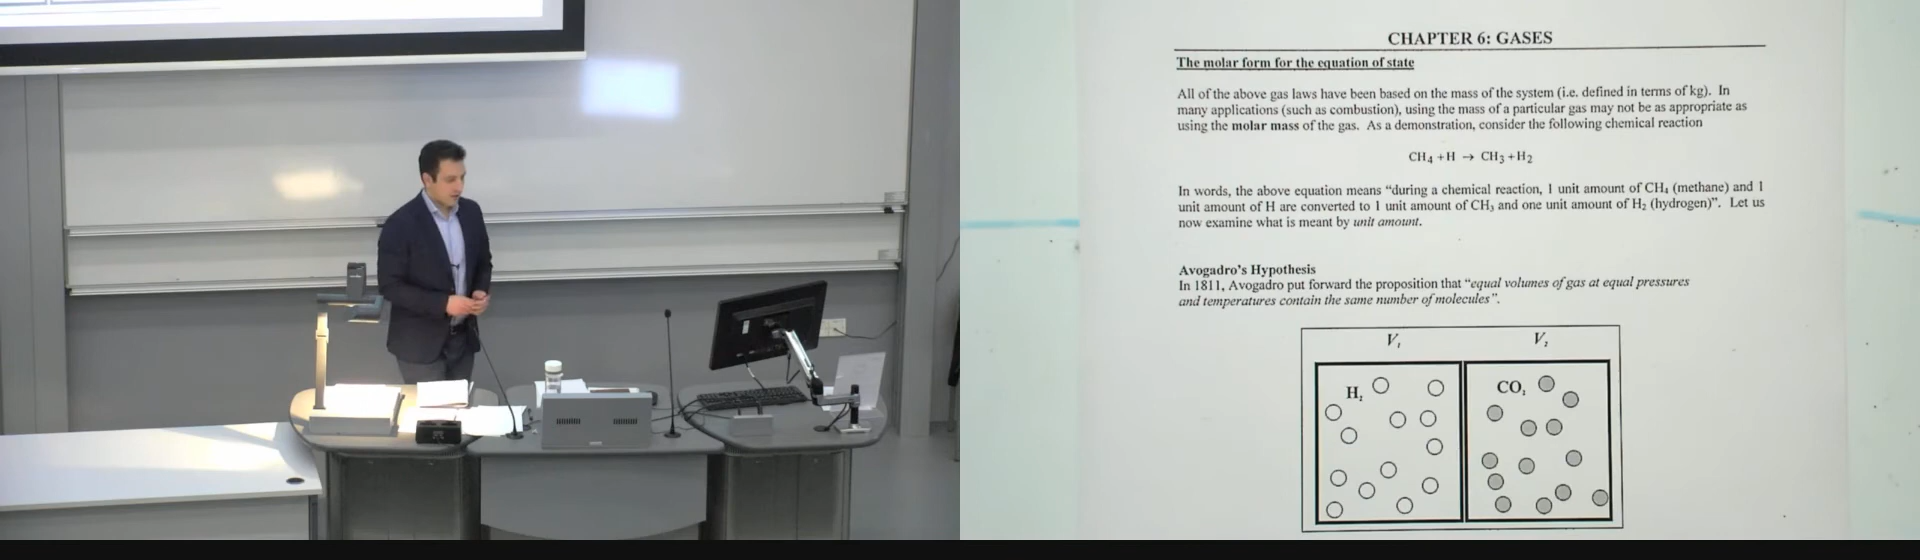 CHAPTER 6: GASES
The molar form for the equation of state
All of the above gas laws have been based on the mass of the system (i.e. defined in terms of kg). In
many applications (such as combustion), using the mass of a particular gas may not be as appropriate as
using the molar mass of the gas. As a demonstration, consider the following chemical reaction
CH₄ + H → CH₃ + H₂
In words, the above equation means “during a chemical reaction, 1 unit amount of CH₄ (methane) and 1
unit amount of H are converted to 1 unit amount of CH₃ and one unit amount of H₂ (hydrogen)”. Let us
now examine what is meant by unit amount.
Avogadro's Hypothesis
In 1811, Avogadro put forward the proposition that “equal volumes of gas at equal pressures
and temperatures contain the same number of molecules”.
V₁ V₂
H₂ CO₂